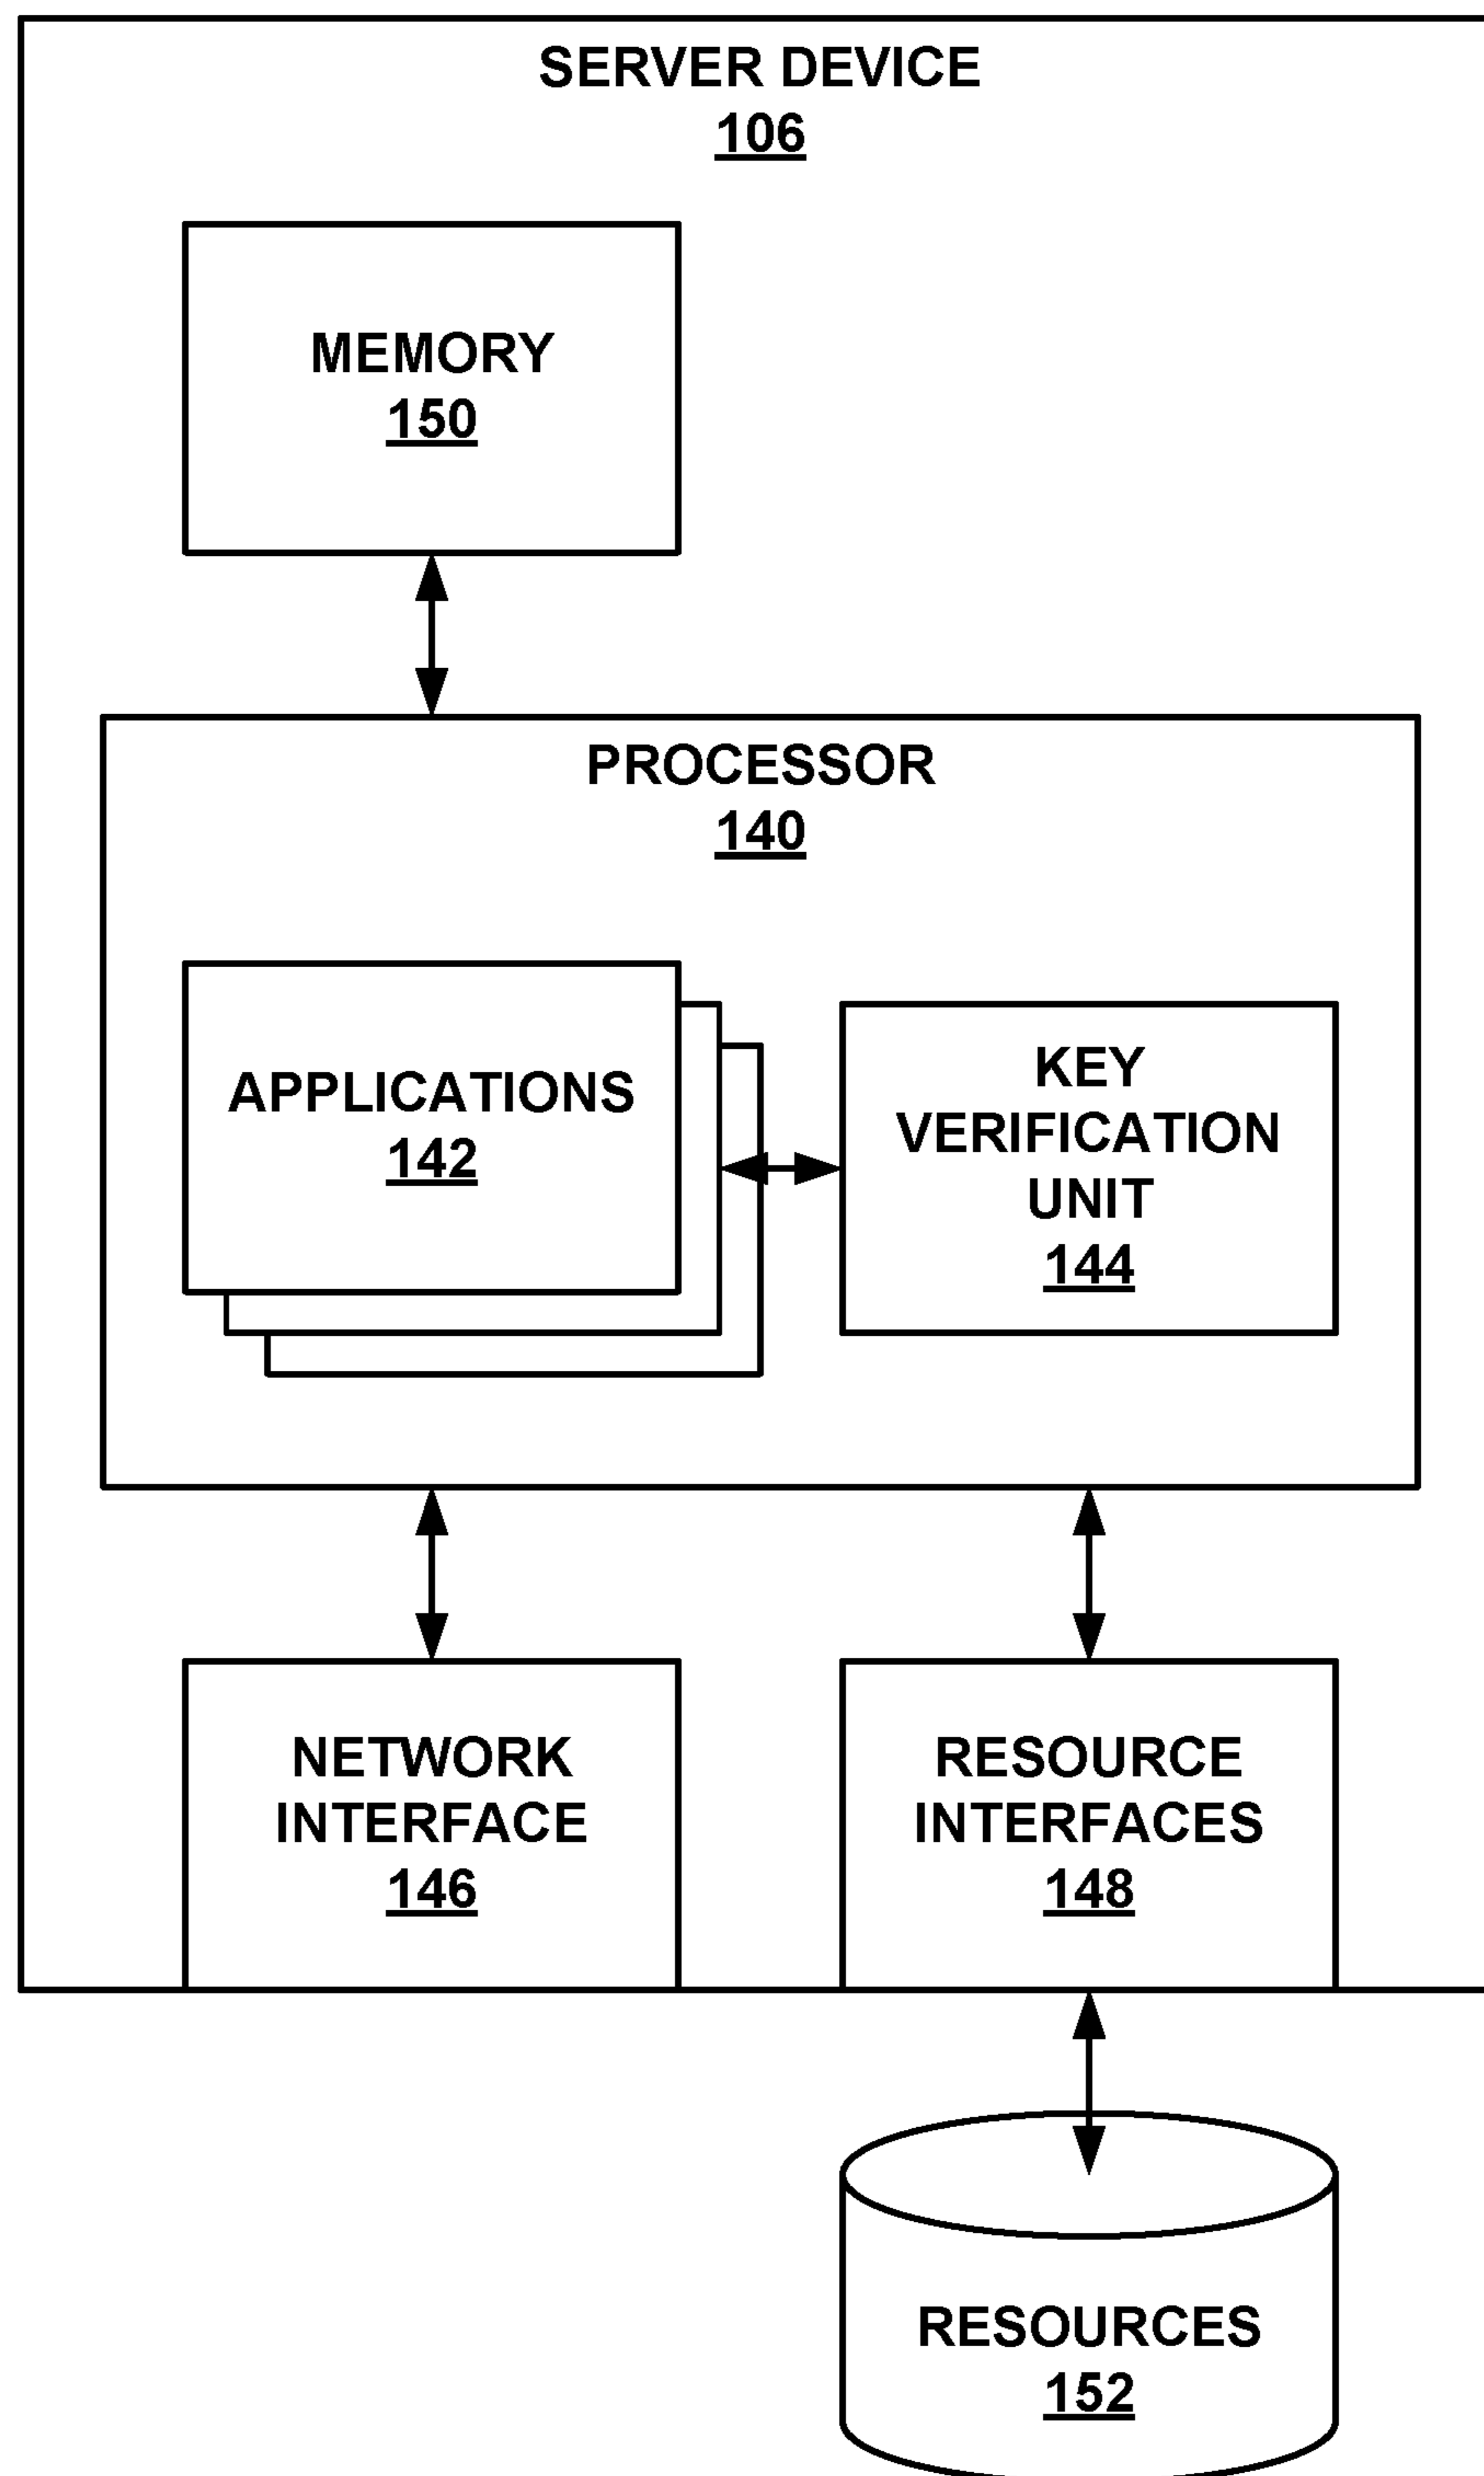 SERVER DEVICE
106
MEMORY
150
PROCESSOR
140
APPLICATIONS
142
KEY
VERIFICATION
UNIT
144
NETWORK
INTERFACE
146
RESOURCE
INTERFACES
148
RESOURCES
152